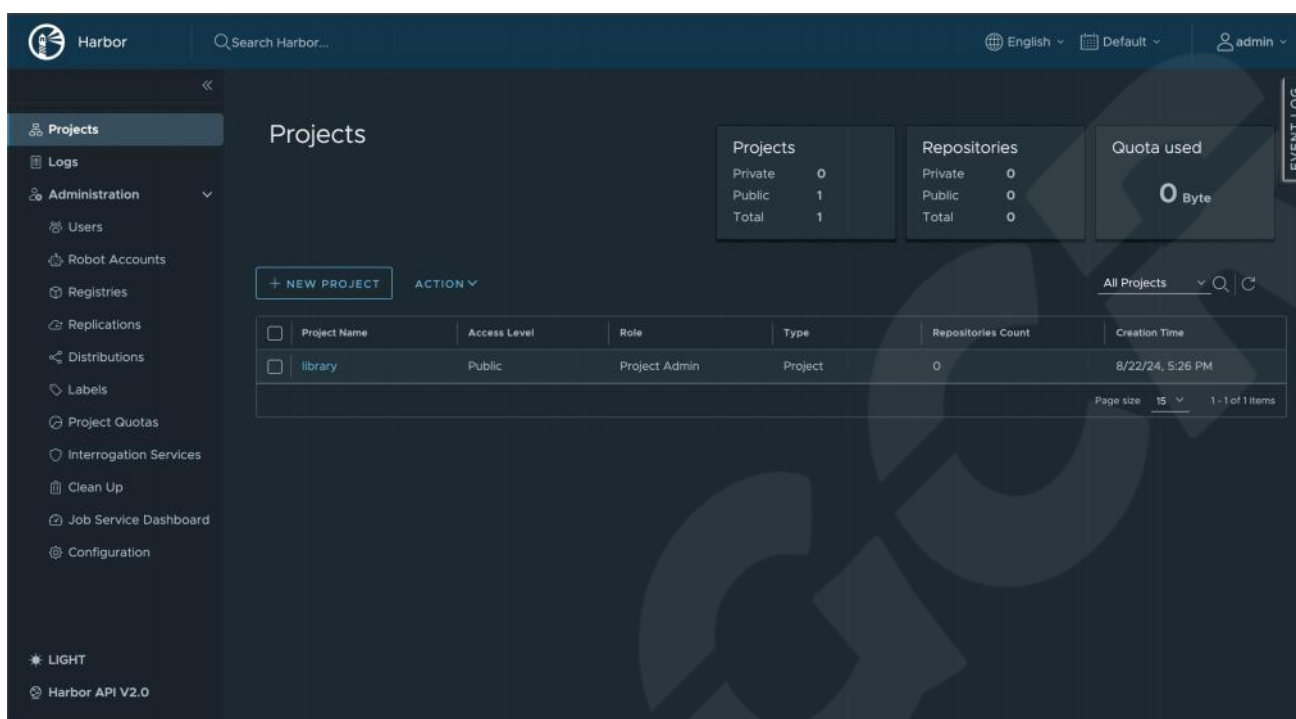 Harbor
Search Harbor...
English
Default
admin
EVENT LOG
Projects
Logs
Administration
Users
Robot Accounts
Registries
Replications
Distributions
Labels
Project Quotas
Interrogation Services
Clean Up
Job Service Dashboard
Configuration
LIGHT
Harbor API V2.0
Projects
Projects
Private 0
Public 1
Total 1
Repositories
Private 0
Public 0
Total 0
Quota used
0 Byte
+ NEW PROJECT ACTION
All Projects
Project Name Access Level Role Type Repositories Count Creation Time
library Public Project Admin Project 0 8/22/24, 5:26 PM
Page size 15 1 - 1 of 1 items